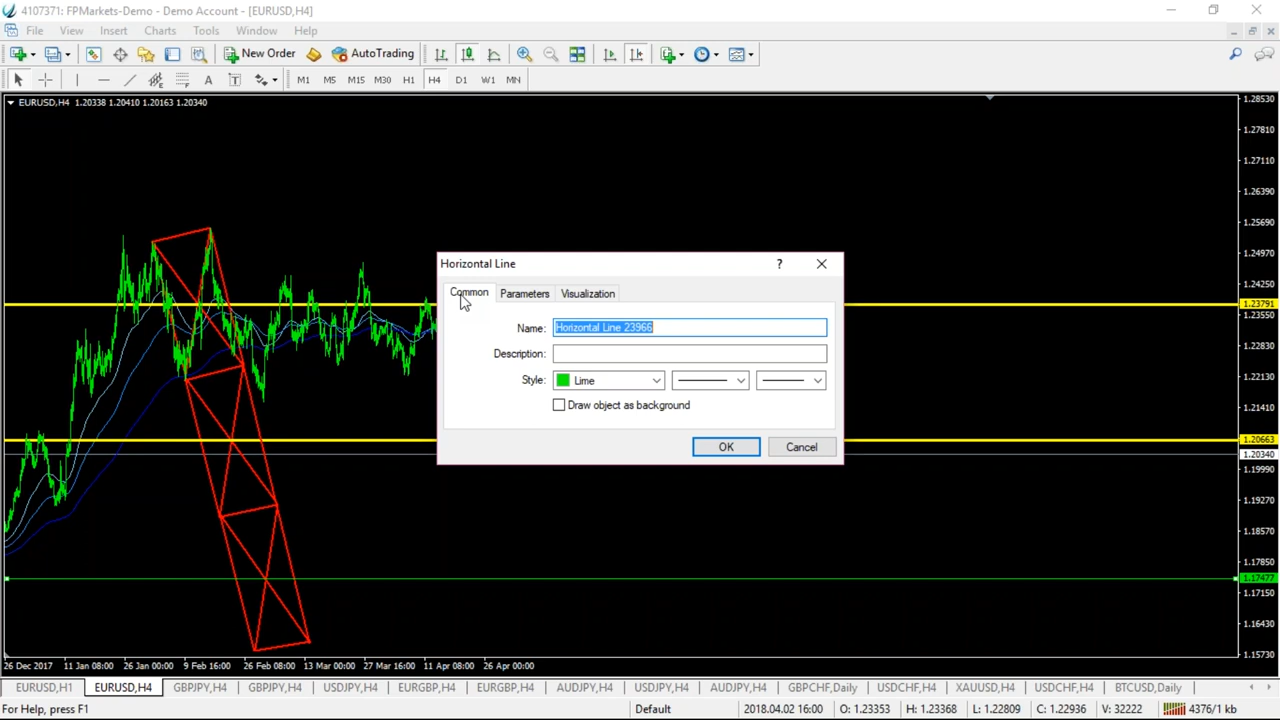 4107371: FPMarkets-Demo - Demo Account - [EURUSD,H4]
File View Insert Charts Tools Window Help
New Order AutoTrading
A T M1 M5 M15 M30 H1 H4 D1 W1 MN
EURUSD,H4 1.20338 1.20410 1.20163 1.20340
1.28530
1.27810
1.27110
1.26390
1.25690
1.24970
1.24250
1.23791
1.23550
1.22830
1.22130
1.21410
1.20663
1.20340
1.19990
1.19270
1.18570
1.17850
1.17477
1.17150
1.16430
1.15730
Horizontal Line ?
Common Parameters Visualization
Name: Horizontal Line 23966
Description:
Style: Lime
Draw object as background
OK Cancel
26 Dec 2017 11 Jan 08:00 26 Jan 00:00 9 Feb 16:00 26 Feb 08:00 13 Mar 00:00 27 Mar 16:00 11 Apr 08:00 26 Apr 00:00
EURUSD,H1 EURUSD,H4 GBPJPY,H4 GBPJPY,H4 USDJPY,H4 EURGBP,H4 EURGBP,H4 AUDJPY,H4 USDJPY,H4 AUDJPY,H4 GBPCHF,Daily USDCHF,H4 XAUUSD,H4 USDCHF,H4 BTCUSD,Daily
For Help, press F1 Default 2018.04.02 16:00 O: 1.23353 H: 1.23368 L: 1.22809 C: 1.22936 V: 32222 4376/1 kb